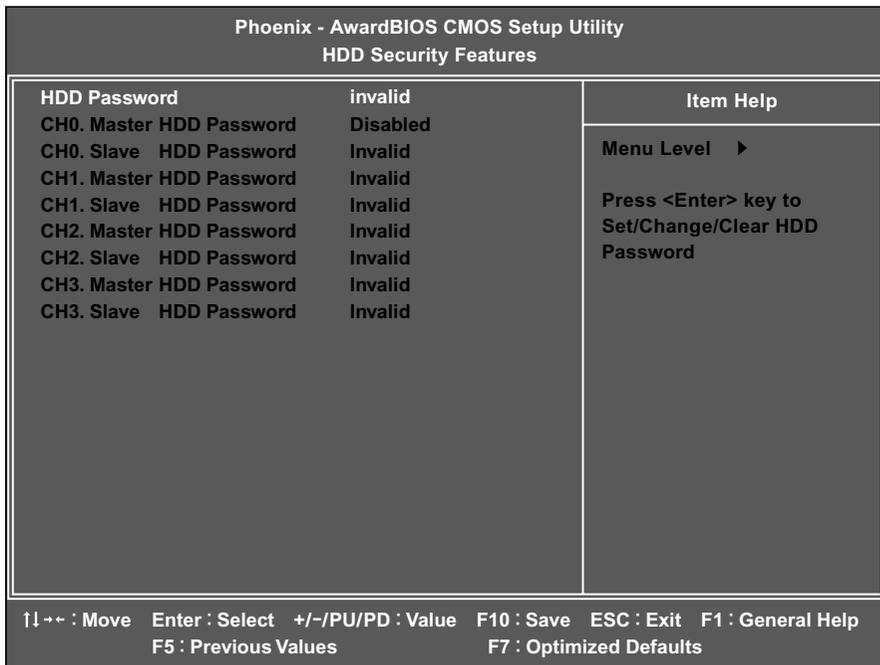 Phoenix - AwardBIOS CMOS Setup Utility
HDD Security Features
HDD Password invalid
CH0. Master HDD Password Disabled
CH0. Slave HDD Password Invalid
CH1. Master HDD Password Invalid
CH1. Slave HDD Password Invalid
CH2. Master HDD Password Invalid
CH2. Slave HDD Password Invalid
CH3. Master HDD Password Invalid
CH3. Slave HDD Password Invalid
Item Help
Menu Level ▶
Press <Enter> key to
Set/Change/Clear HDD
Password
↑↓→← : Move Enter : Select +/-/PU/PD : Value F10 : Save ESC : Exit F1 : General Help
F5 : Previous Values F7 : Optimized Defaults